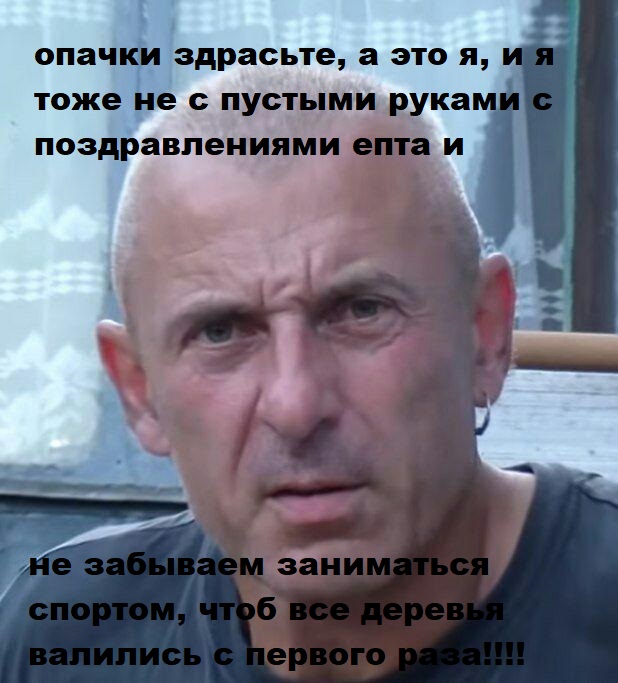 опачки здрасьте, а это я, и я
тоже не с пустыми руками с
поздравлениями епта и
не забываем заниматься
спортом, чтоб все деревья
валились с первого раза!!!!